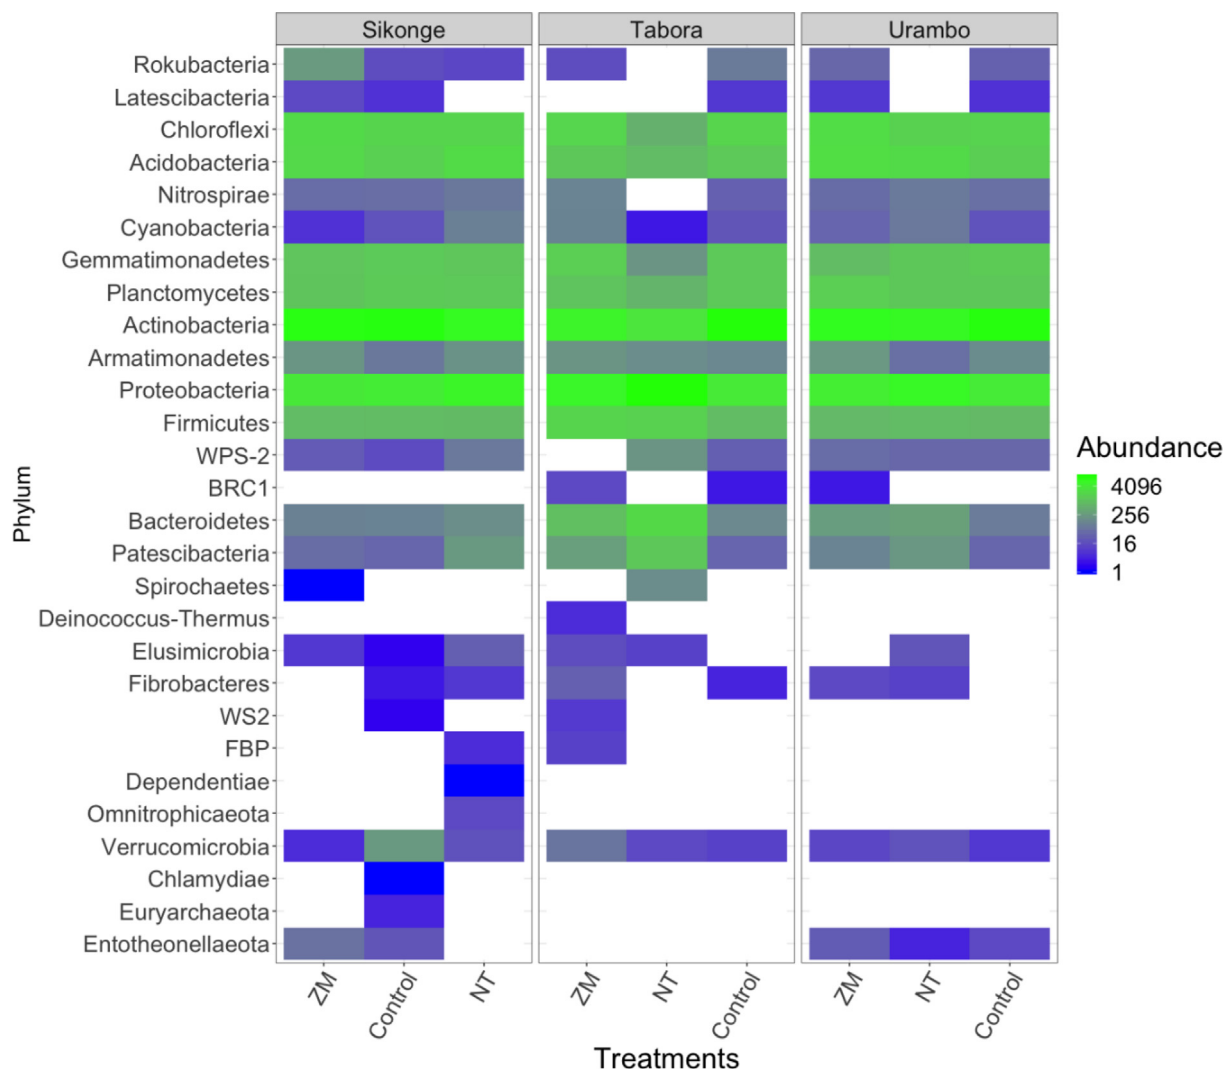 Sikonge
Tabora
Urambo
Phylum
Rokubacteria
Latescibacteria
Chloroflexi
Acidobacteria
Nitrospirae
Cyanobacteria
Gemmatimonadetes
Planctomycetes
Actinobacteria
Armatimonadetes
Proteobacteria
Firmicutes
WPS-2
BRC1
Bacteroidetes
Patescibacteria
Spirochaetes
Deinococcus-Thermus
Elusimicrobia
Fibrobacteres
WS2
FBP
Dependentiae
Omnitrophicaeota
Verrucomicrobia
Chlamydiae
Euryarchaeota
Entotheonellaeota
ZM
Control
NT
ZM
NT
Control
ZM
NT
Control
Treatments
Abundance
4096
256
16
1